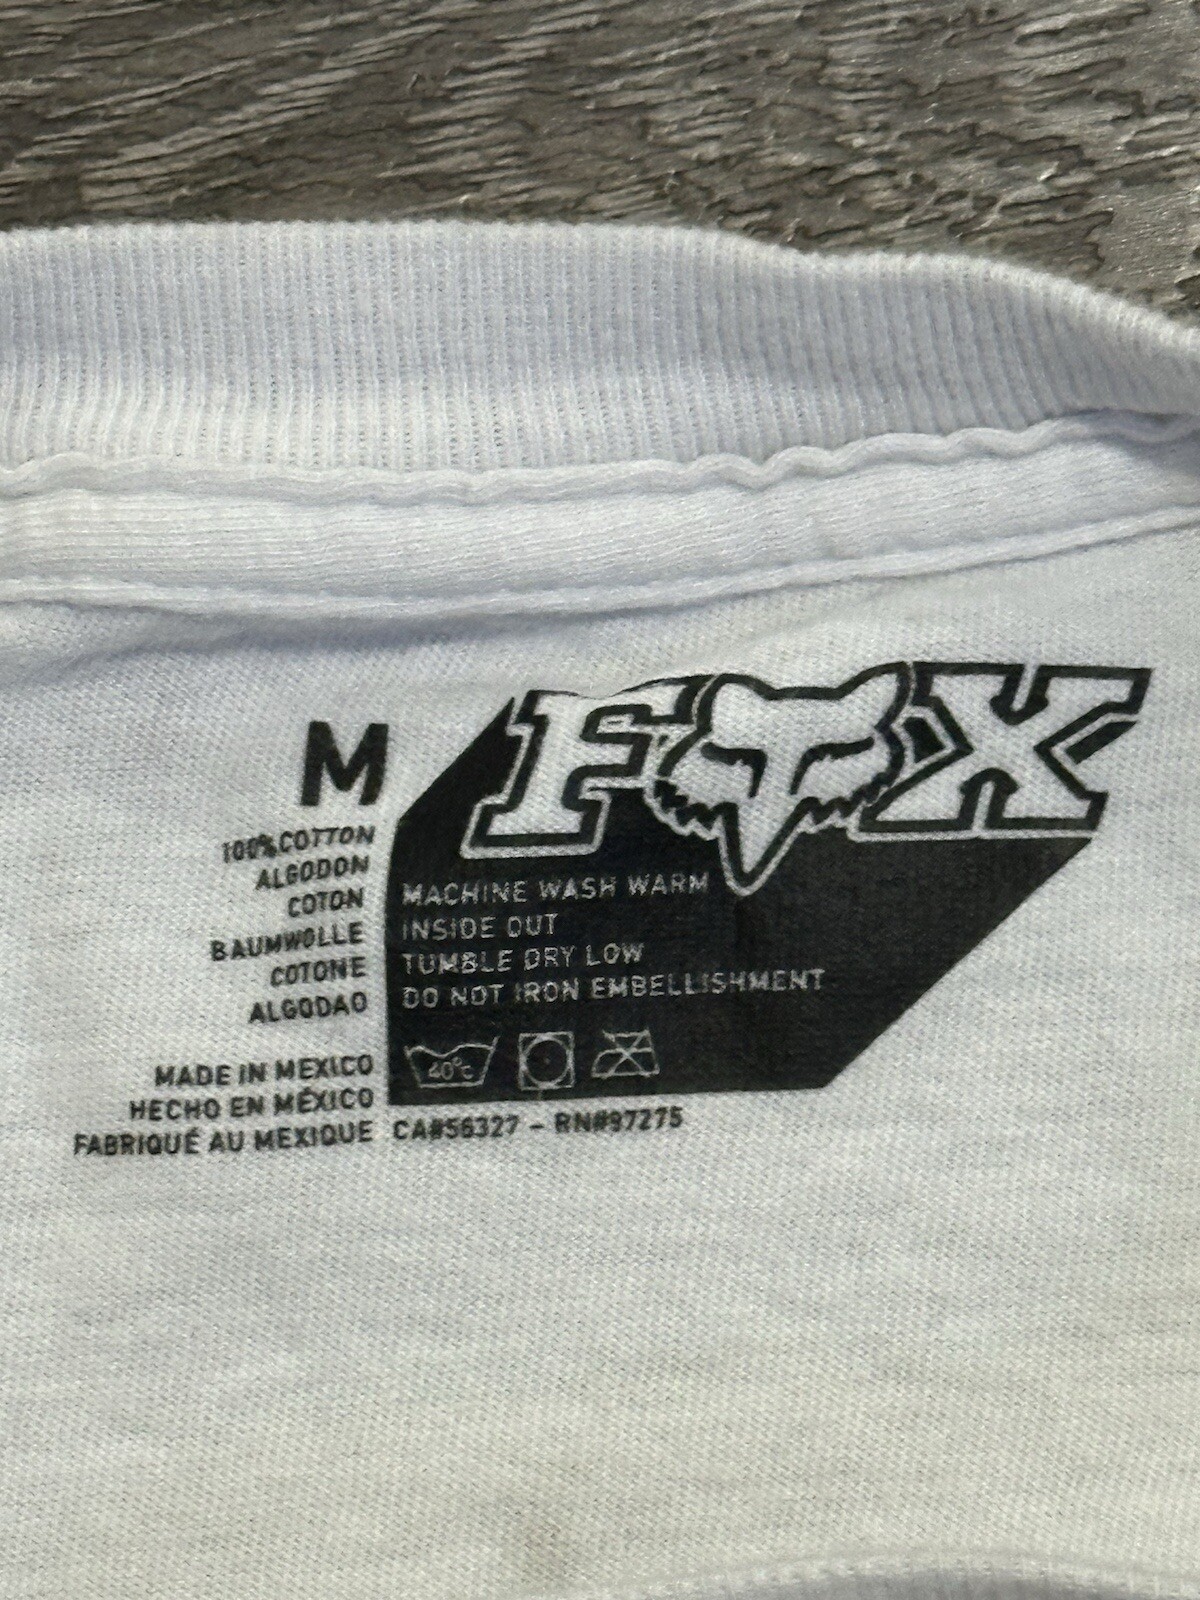 FOX
M
100% COTTON
ALGODON
COTON
BAUMWOLLE
COTONE
ALGODAO
MACHINE WASH WARM
INSIDE OUT
TUMBLE DRY LOW
DO NOT IRON EMBELLISHMENT
40°C
MADE IN MEXICO
HECHO EN MÉXICO
FABRIQUÉ AU MEXIQUE
CA#56327 - RN#97275